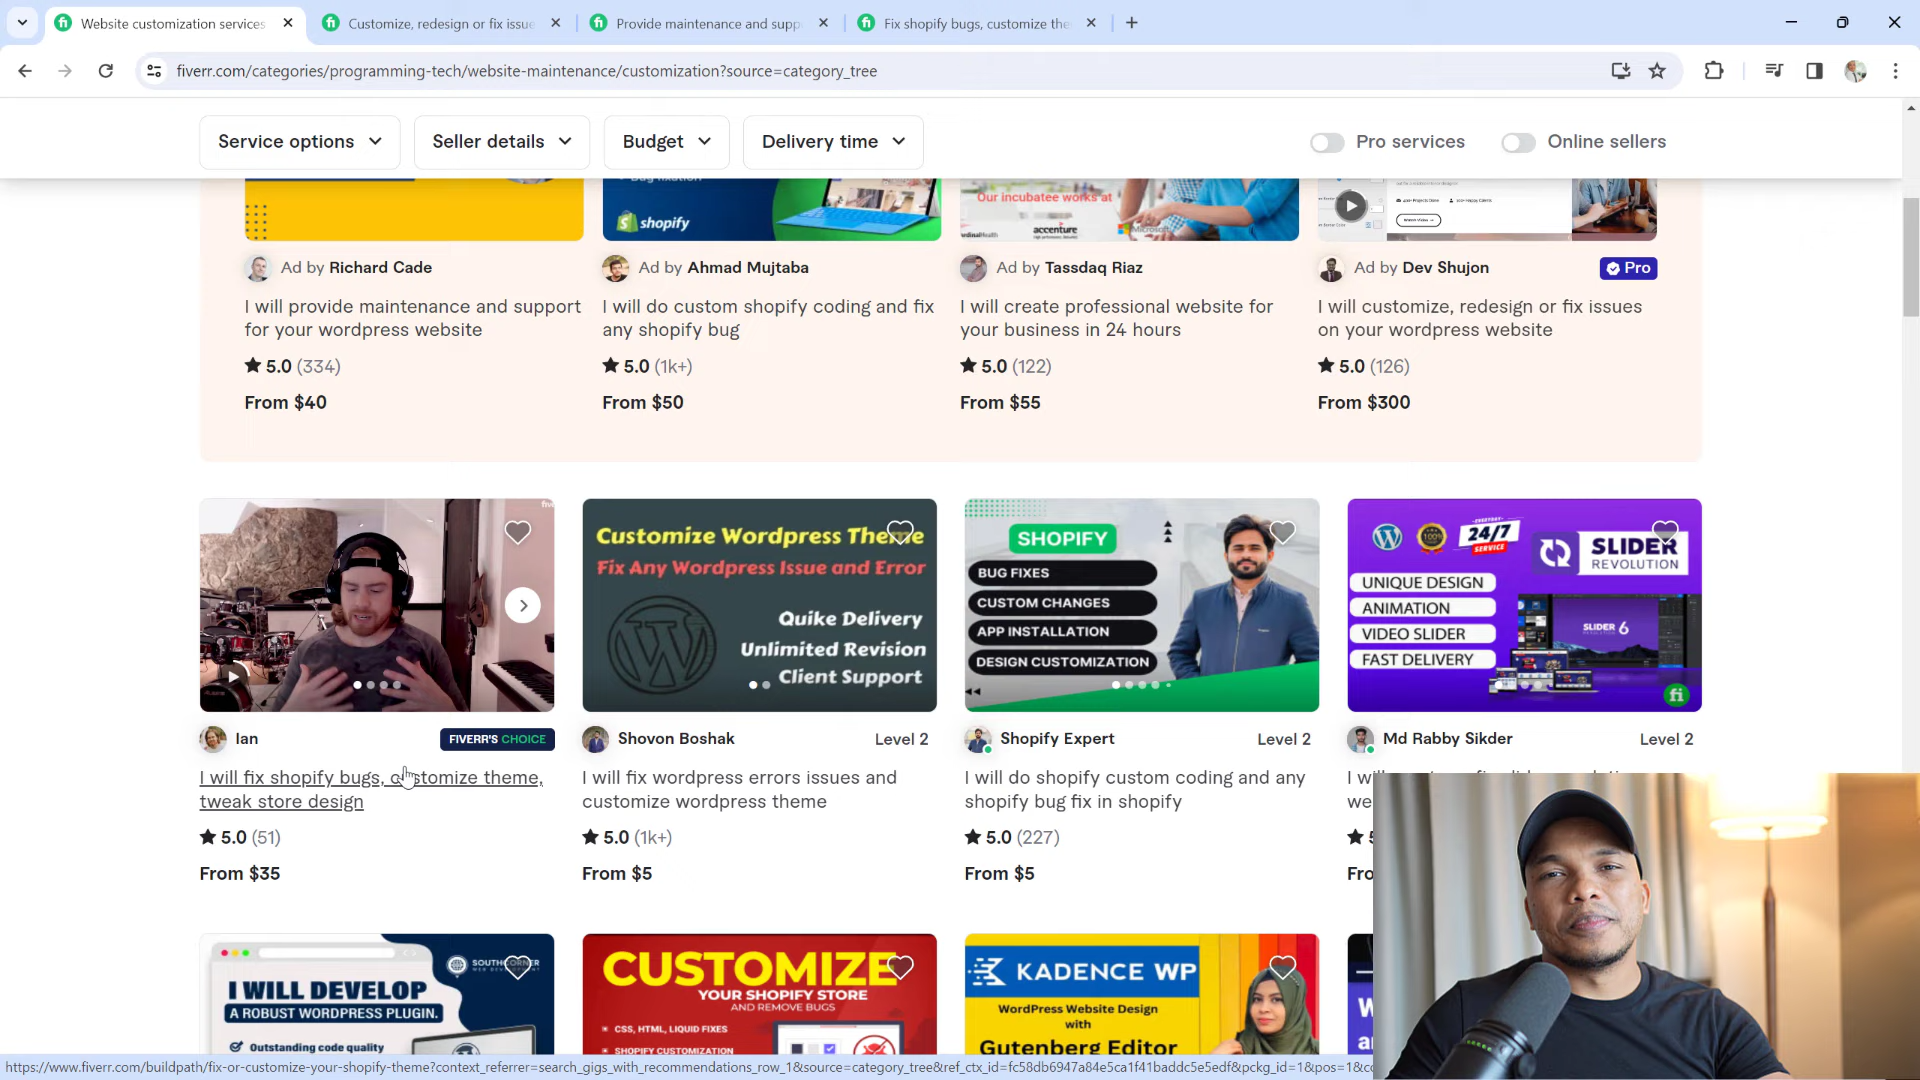 Website customization services
Customize, redesign or fix issue
Provide maintenance and supp
Fix shopify bugs, customize the
fiverr.com/categories/programming-tech/website-maintenance/customization?source=category_tree
Service options
Seller details
Budget
Delivery time
Pro services
Online sellers
shopify
Our incubatee works at
accenture
Ad by Richard Cade
Ad by Ahmad Mujtaba
Ad by Tassdaq Riaz
Ad by Dev Shujon
Pro
I will provide maintenance and support
for your wordpress website
I will do custom shopify coding and fix
any shopify bug
I will create professional website for
your business in 24 hours
I will customize, redesign or fix issues
on your wordpress website
5.0 (334)
5.0 (1k+)
5.0 (122)
5.0 (126)
From $40
From $50
From $55
From $300
Customize Wordpress Theme
Fix Any Wordpress Issue and Error
Quike Delivery
Unlimited Revision
Client Support
SHOPIFY
BUG FIXES
CUSTOM CHANGES
APP INSTALLATION
DESIGN CUSTOMIZATION
24/7
SERVICE
SLIDER
REVOLUTION
UNIQUE DESIGN
ANIMATION
VIDEO SLIDER
FAST DELIVERY
SLIDER 6
fi
Ian
FIVERR'S CHOICE
Shovon Boshak
Level 2
Shopify Expert
Level 2
Md Rabby Sikder
Level 2
I will fix shopify bugs, customize theme,
tweak store design
I will fix wordpress errors issues and
customize wordpress theme
I will do shopify custom coding and any
shopify bug fix in shopify
5.0 (51)
5.0 (1k+)
5.0 (227)
From $35
From $5
From $5
SOUTHCORNER
I WILL DEVELOP
A ROBUST WORDPRESS PLUGIN.
Outstanding code quality
CUSTOMIZE
YOUR SHOPIFY STORE
AND REMOVE BUGS
CSS, HTML, LIQUID FIXES
SHOPIFY CUSTOMIZATION
KADENCE WP
WordPress Website Design
with
Gutenberg Editor
https://www.fiverr.com/buildpath/fix-or-customize-your-shopify-theme?context_referrer=search_gigs_with_recommendations_row_1&source=category_tree&ref_ctx_id=fc58db6947a84e5ca1f41baddc5e5edf&pckg_id=1&pos=1&co